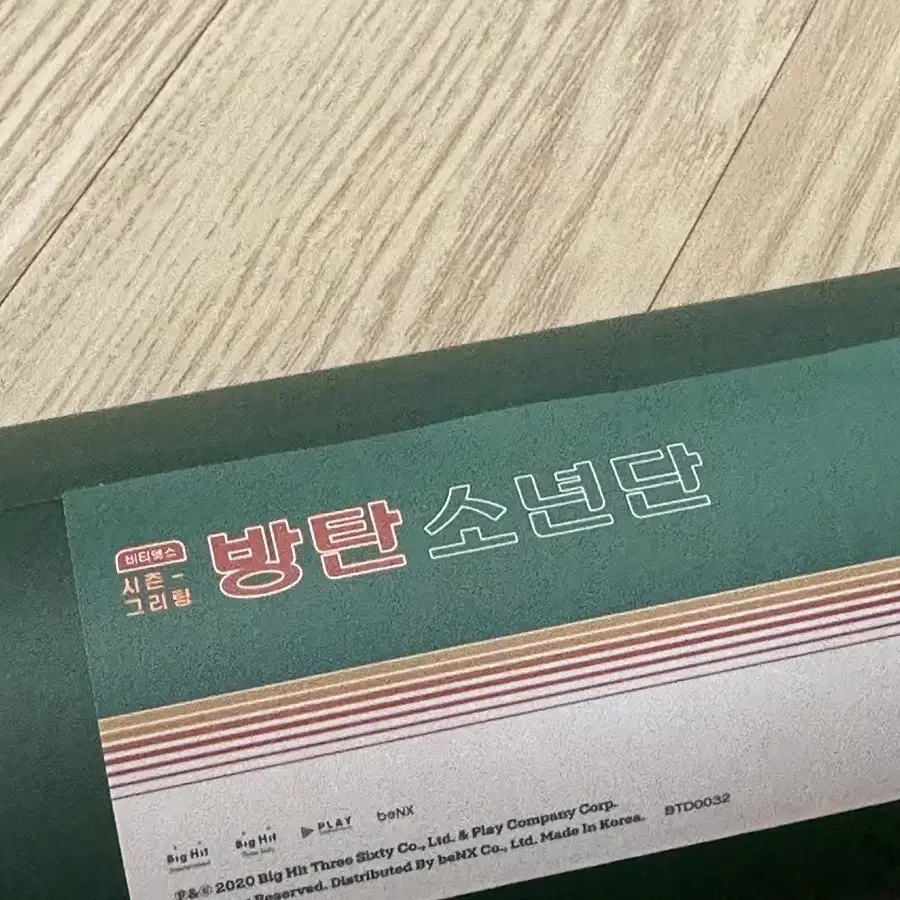 비티엣스
시즌-
그리팅
방탄소년단
Big Hit
Big Hit
PLAY
beNX
℗&© 2020 Big Hit Three Sixty Co., Ltd. & Play Company Corp.
Reserved. Distributed By beNX Co., Ltd. Made In Korea.
BTD0032